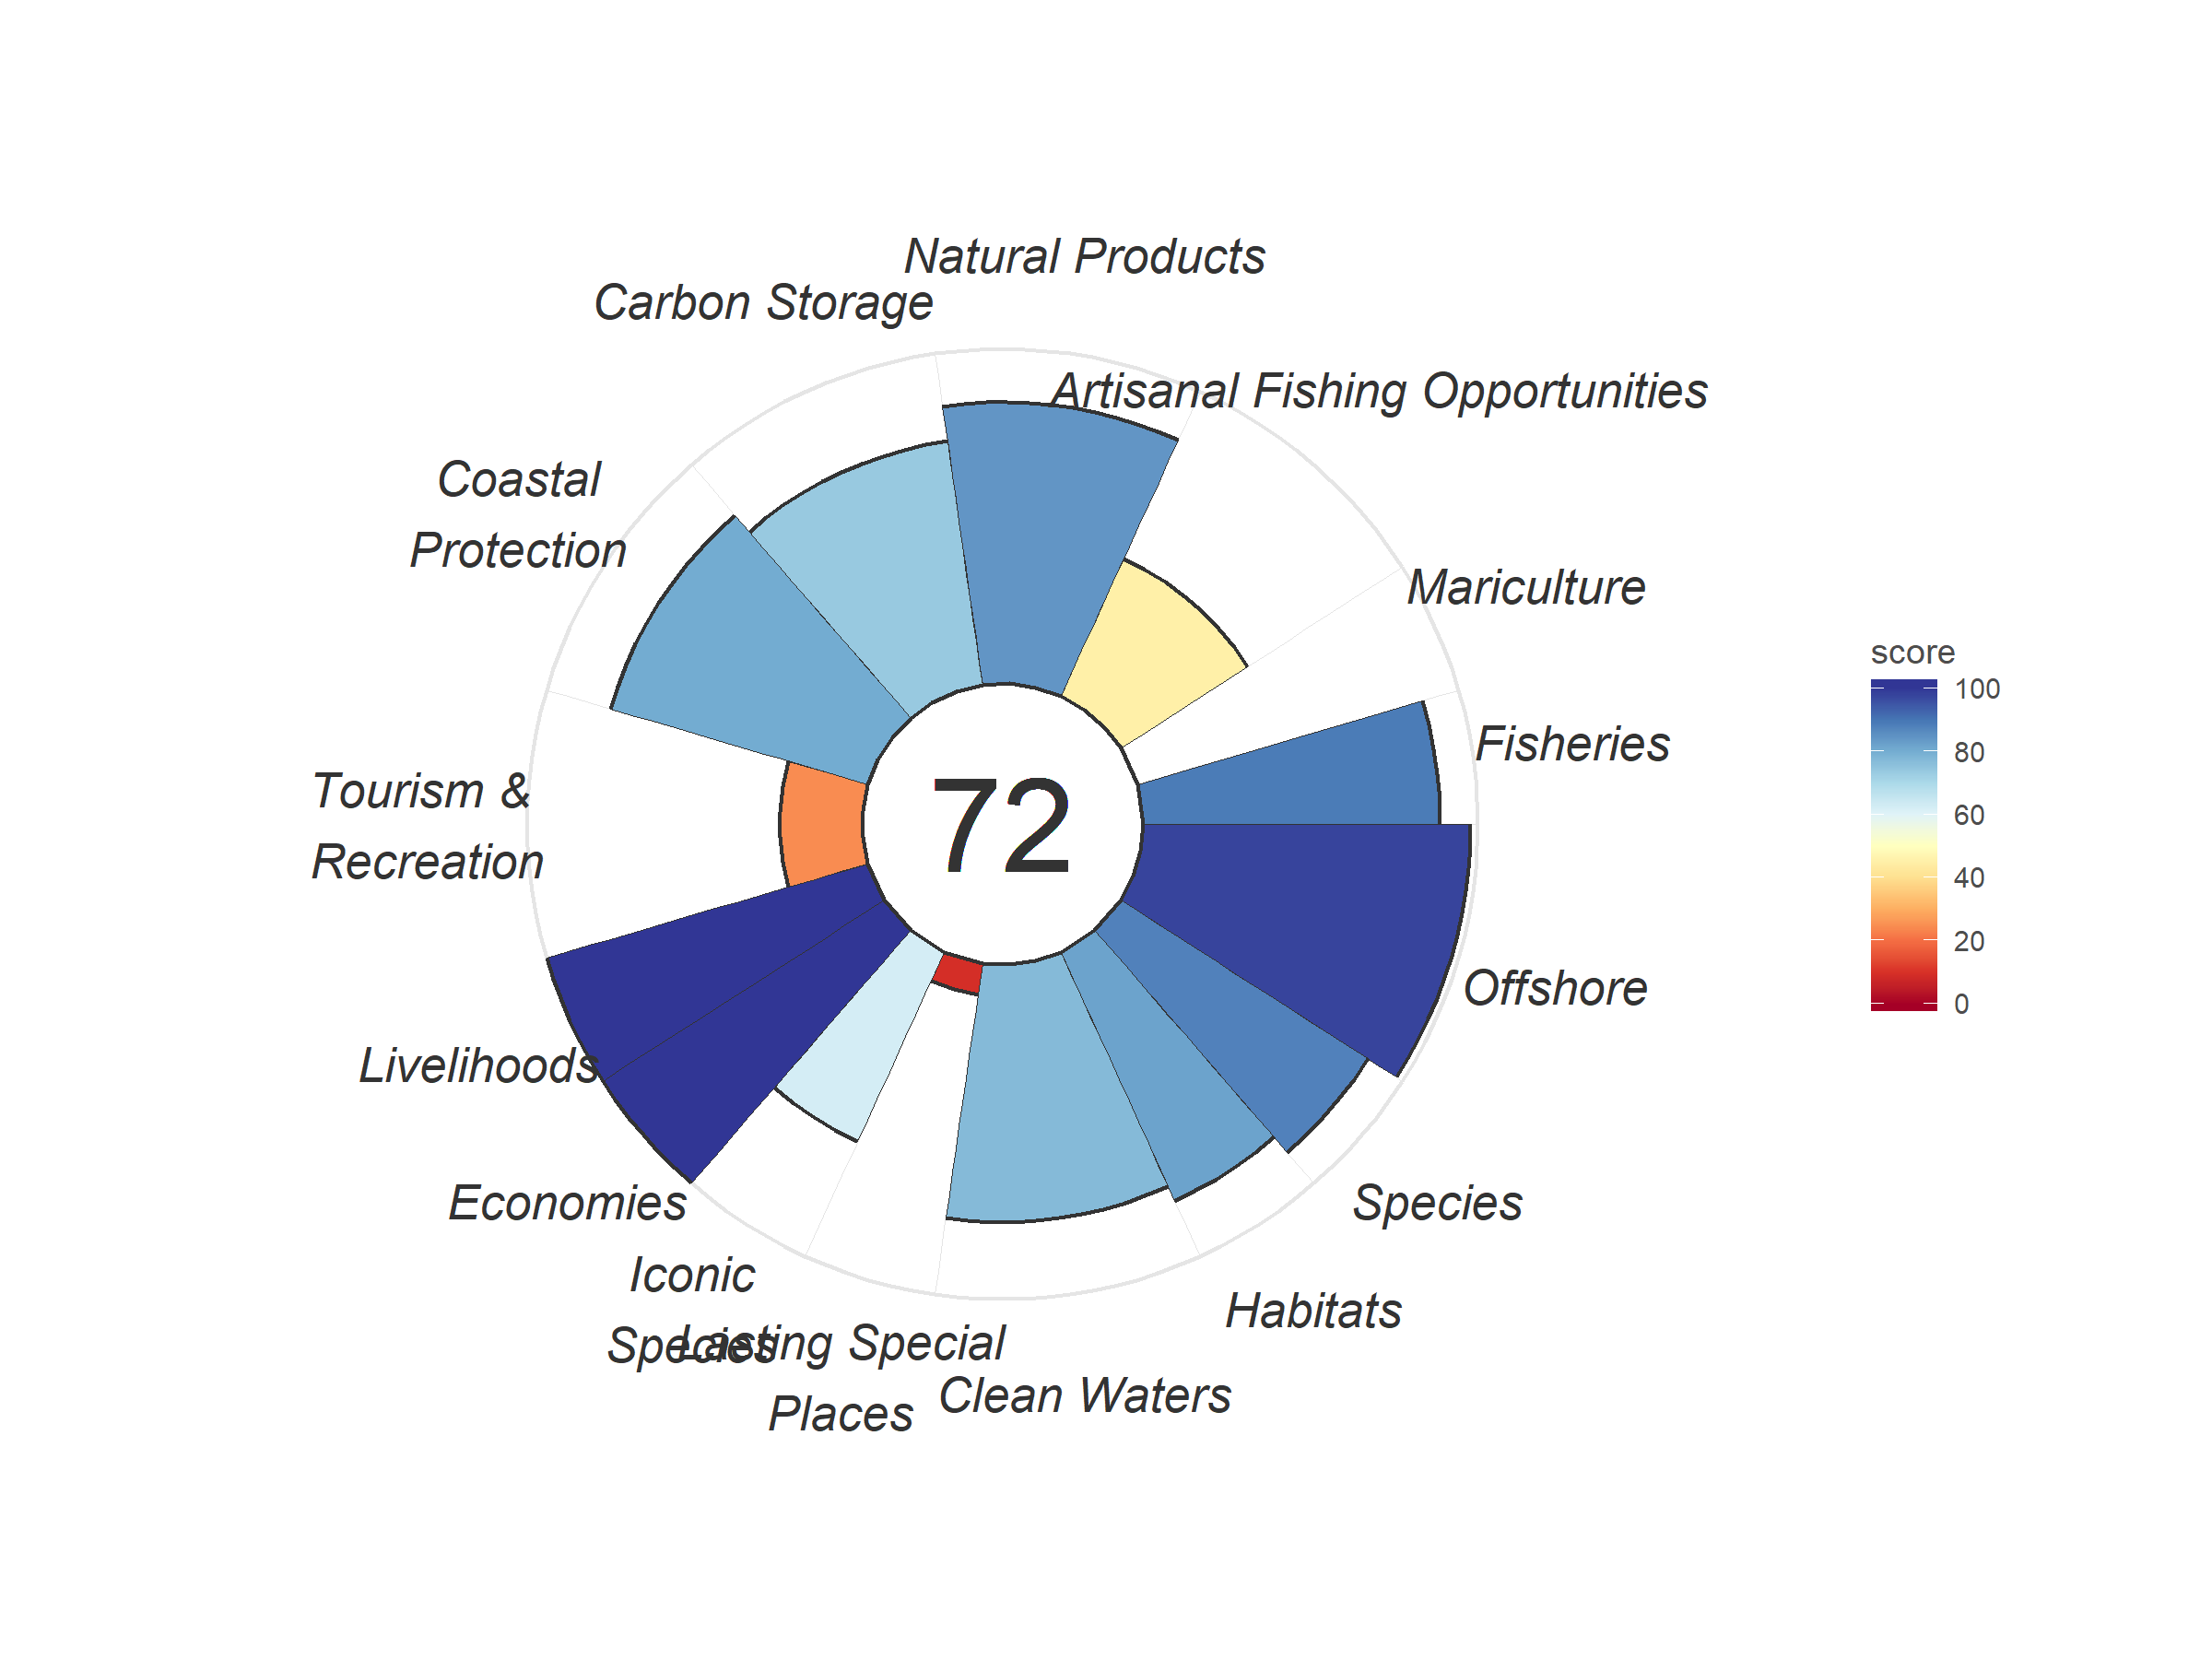 Natural Products
Carbon Storage
Artisanal Fishing Opportunities
Coastal
Protection
Mariculture
Fisheries
Tourism &
Recreation
72
Offshore
Livelihoods
Economies
Species
Iconic
Species
Habitats
Lasting Special
Places
Clean Waters
score
100
80
60
40
20
0